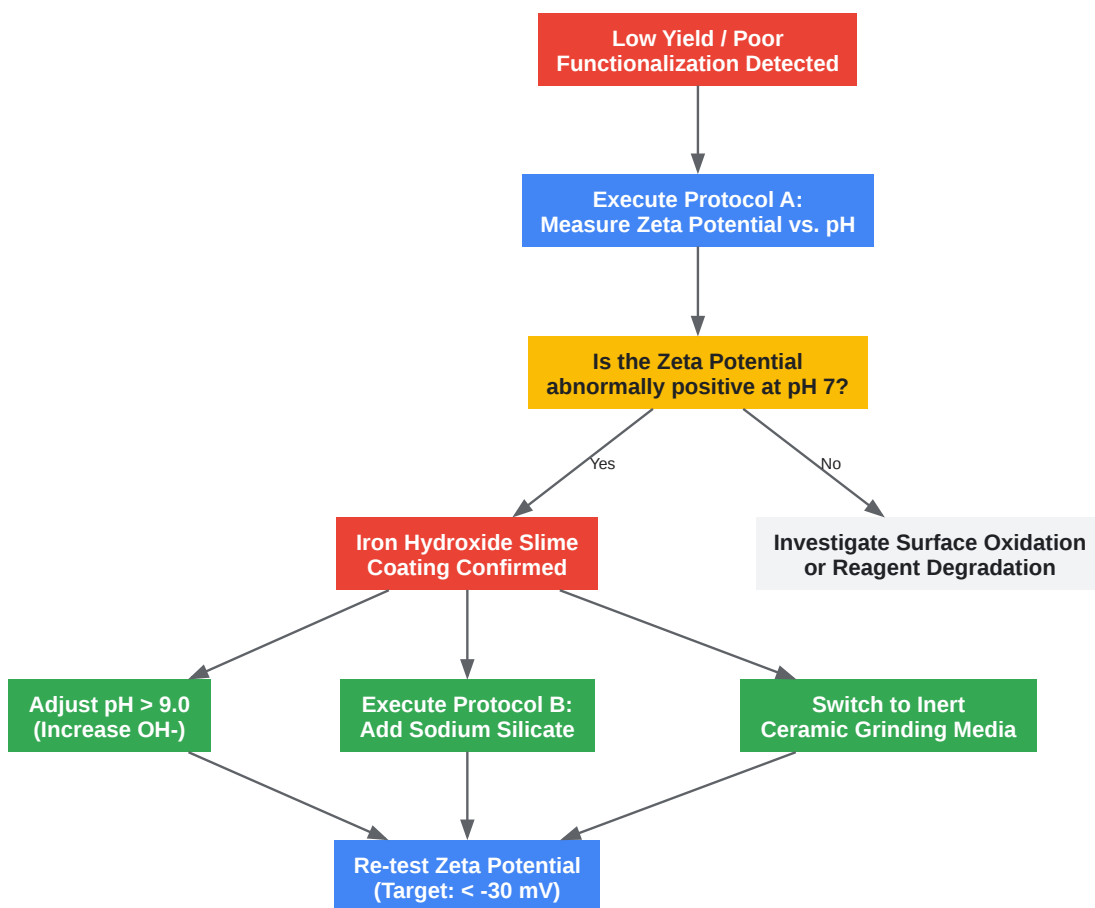 Low Yield / Poor
Functionalization Detected
Execute Protocol A:
Measure Zeta Potential vs. pH
Is the Zeta Potential
abnormally positive at pH 7?
Yes
No
Iron Hydroxide Slime
Coating Confirmed
Investigate Surface Oxidation
or Reagent Degradation
Adjust pH > 9.0
(Increase OH-)
Execute Protocol B:
Add Sodium Silicate
Switch to Inert
Ceramic Grinding Media
Re-test Zeta Potential
(Target: < -30 mV)